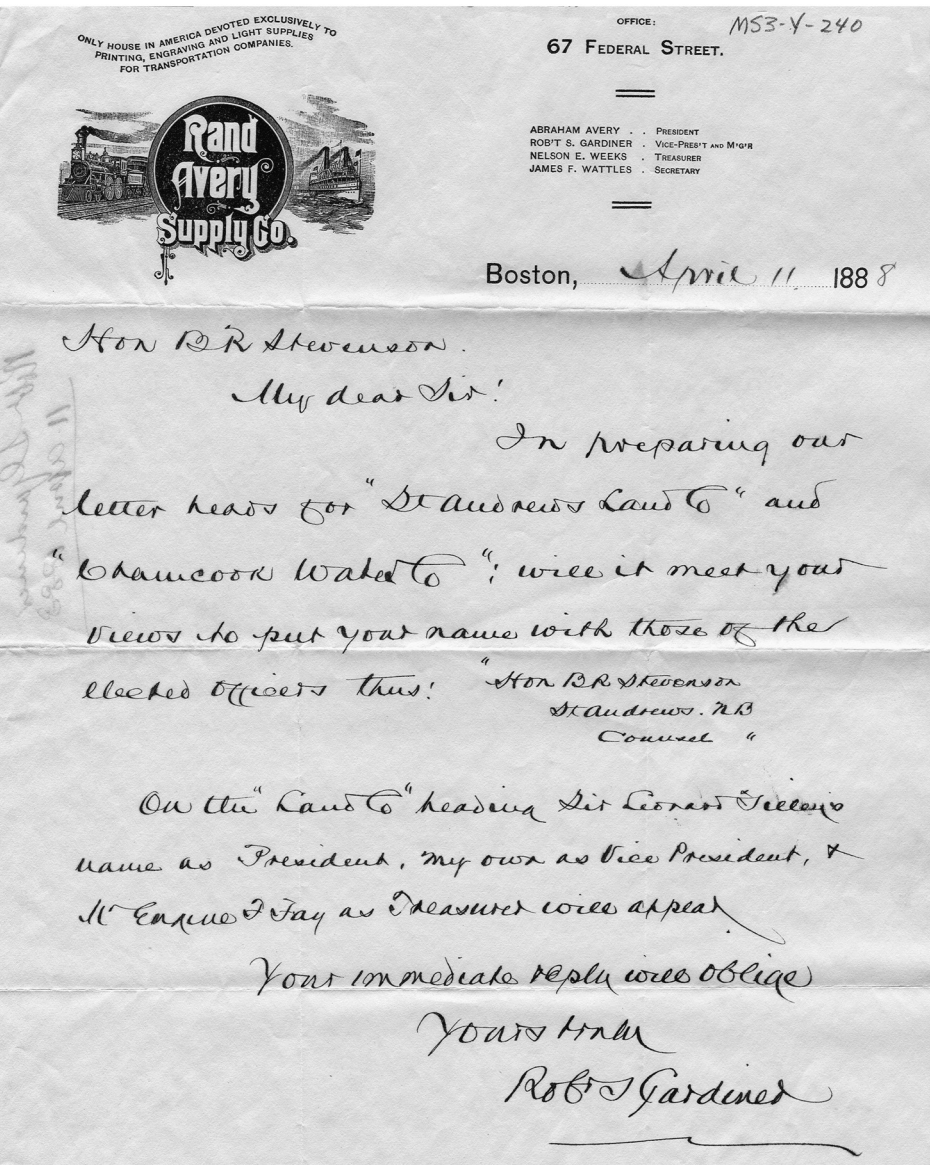 ONLY HOUSE IN AMERICA DEVOTED EXCLUSIVELY TO
PRINTING, ENGRAVING AND LIGHT SUPPLIES
FOR TRANSPORTATION COMPANIES.
Rand
Avery
Supply Co.
MS3-Y-240
OFFICE:
67 FEDERAL STREET.
ABRAHAM AVERY . . PRESIDENT
ROB'T S. GARDINER . VICE-PRES'T AND M'G'R
NELSON E. WEEKS . TREASURER
JAMES F. WATTLES . SECRETARY
Boston, April 11 1888
Hon B R Stevenson.
My dear Sir!
In preparing our
letter heads for "St Andrews Land Co" and
"Chamcook Water Co"; will it meet your
views to put your name with those of the
elected officers thus: "Hon B R Stevenson
St Andrews. N B
Counsel "
On the "Land Co" heading Sir Leonard Tilley's
name as President, my own as Vice President, &
Mr Eugene F Fay as Treasurer will appear
Your immediate reply will oblige
Yours truly
Robt S Gardiner
11 April 1888